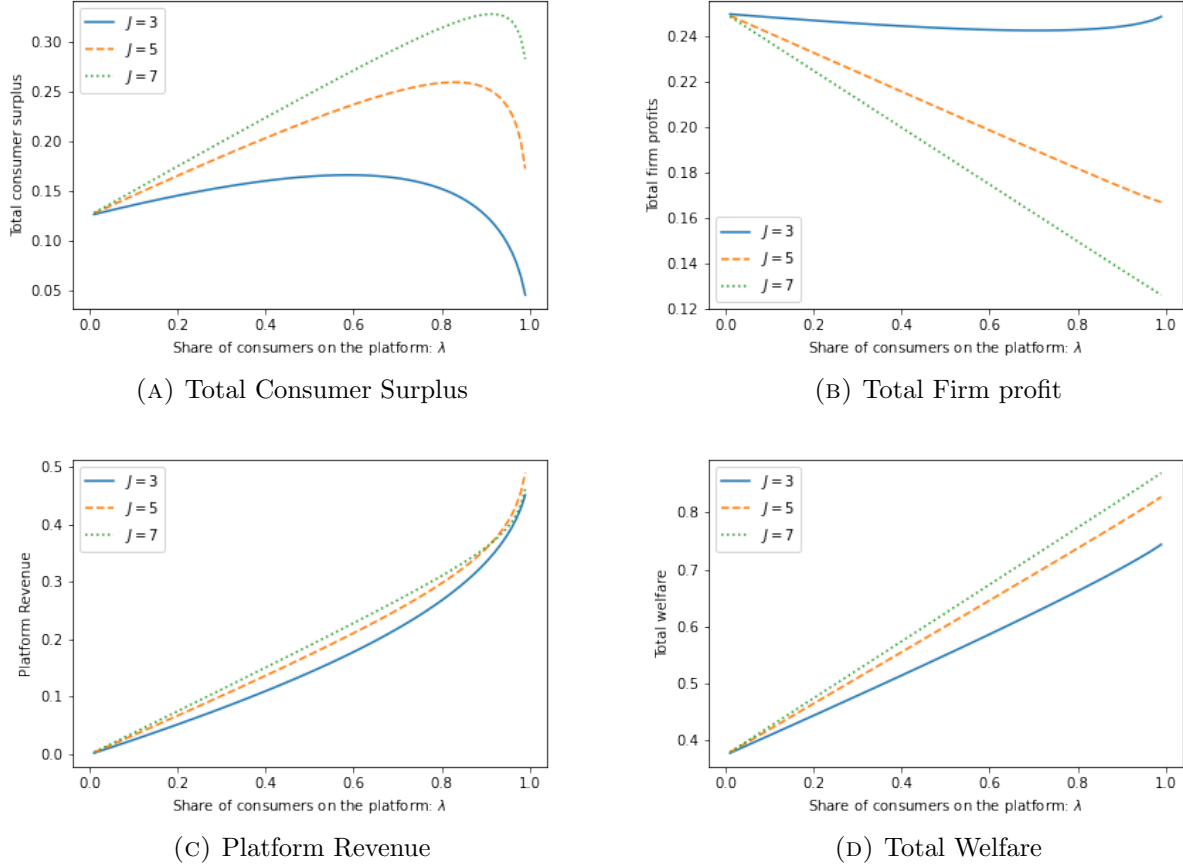 J = 3
J = 5
J = 7
Total consumer surplus
0.30
0.25
0.20
0.15
0.10
0.05
0.0 0.2 0.4 0.6 0.8 1.0
Share of consumers on the platform: λ
(A) Total Consumer Surplus
Total firm profits
0.24
0.22
0.20
0.18
0.16
0.14
0.12
J = 3
J = 5
J = 7
0.0 0.2 0.4 0.6 0.8 1.0
Share of consumers on the platform: λ
(B) Total Firm profit
J = 3
J = 5
J = 7
Platform Revenue
0.5
0.4
0.3
0.2
0.1
0.0
0.0 0.2 0.4 0.6 0.8 1.0
Share of consumers on the platform: λ
(C) Platform Revenue
J = 3
J = 5
J = 7
Total welfare
0.8
0.7
0.6
0.5
0.4
0.0 0.2 0.4 0.6 0.8 1.0
Share of consumers on the platform: λ
(D) Total Welfare